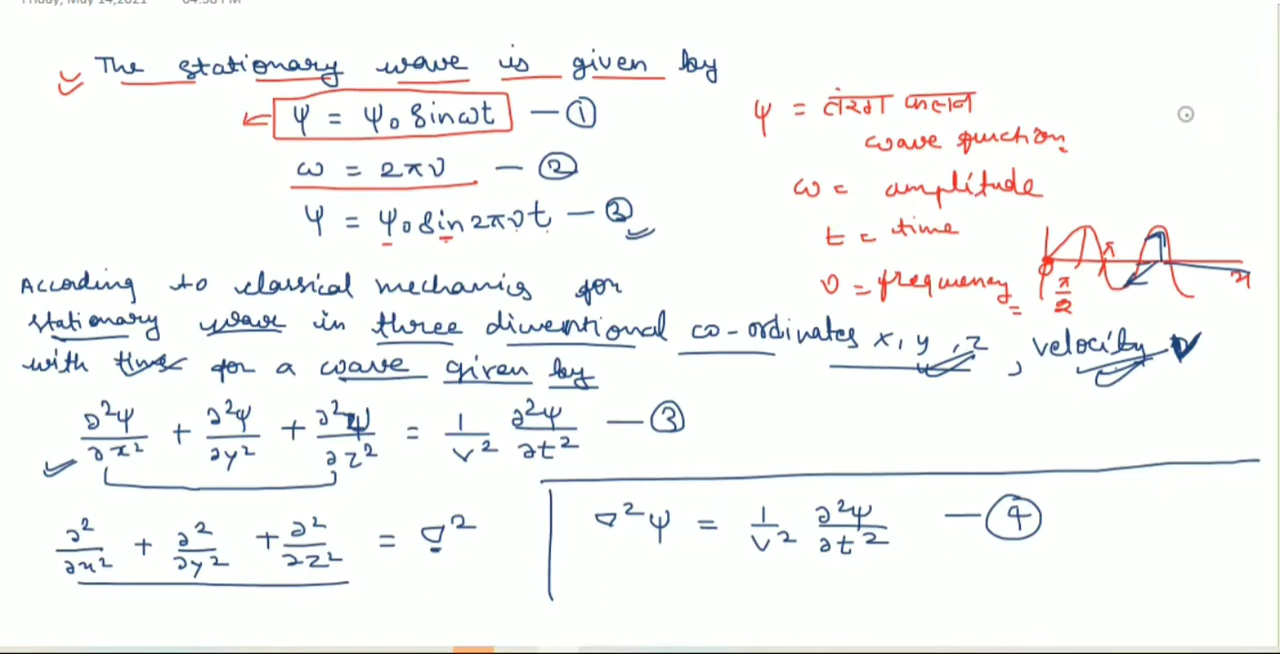 The stationary wave is given by
ψ = ψ₀ sinωt — ①
ω = 2πν — ②
ψ = ψ₀ sin2πνt — ③
ψ = तंरग फलन
wave function
ω = amplitude
t = time
ν = frequency
0 π/2 π
According to classical mechanics for
stationary wave in three dimentional co-ordinates x, y, z, velocity v
with time for a wave given by
∂²ψ/∂x² + ∂²ψ/∂y² + ∂²ψ/∂z² = 1/v² ∂²ψ/∂t² — ③
∂²/∂x² + ∂²/∂y² + ∂²/∂z² = ∇²
∇²ψ = 1/v² ∂²ψ/∂t² — ④